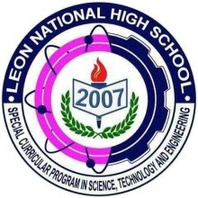 LEON NATIONAL HIGH SCHOOL
2007
SPECIAL CURRICULAR PROGRAM IN SCIENCE, TECHNOLOGY AND ENGINEERING